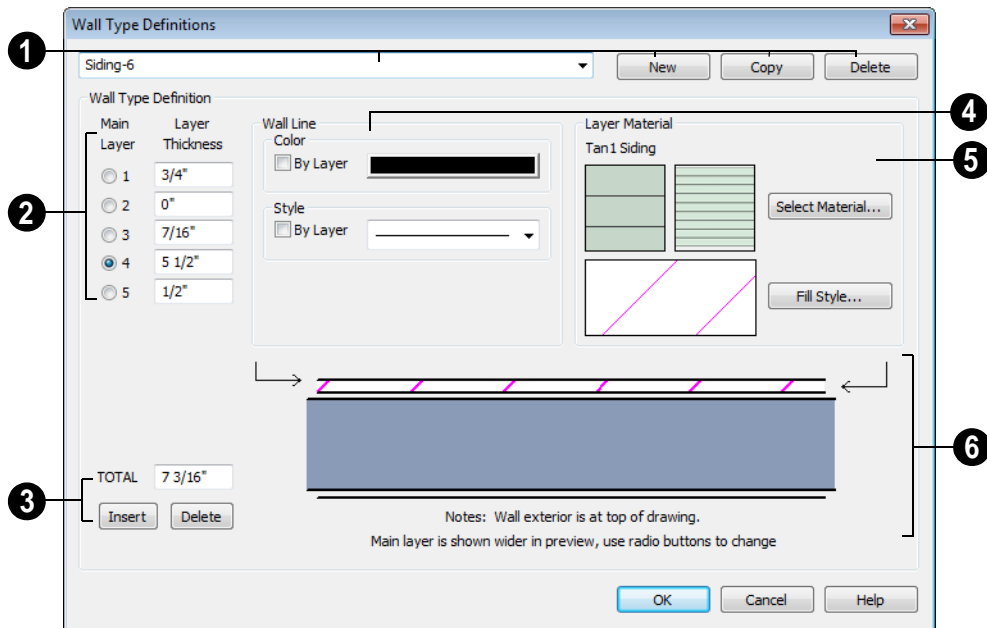 Wall Type Definitions
1
Siding-6
New
Copy
Delete
Wall Type Definition
Main Layer
Layer Thickness
2
1 3/4"
2 0"
3 7/16"
4 5 1/2"
5 1/2"
Wall Line
Color
By Layer
Style
By Layer
4
Layer Material
Tan1 Siding
5
Select Material...
Fill Style...
6
TOTAL 7 3/16"
3
Insert
Delete
Notes: Wall exterior is at top of drawing.
Main layer is shown wider in preview, use radio buttons to change
OK
Cancel
Help